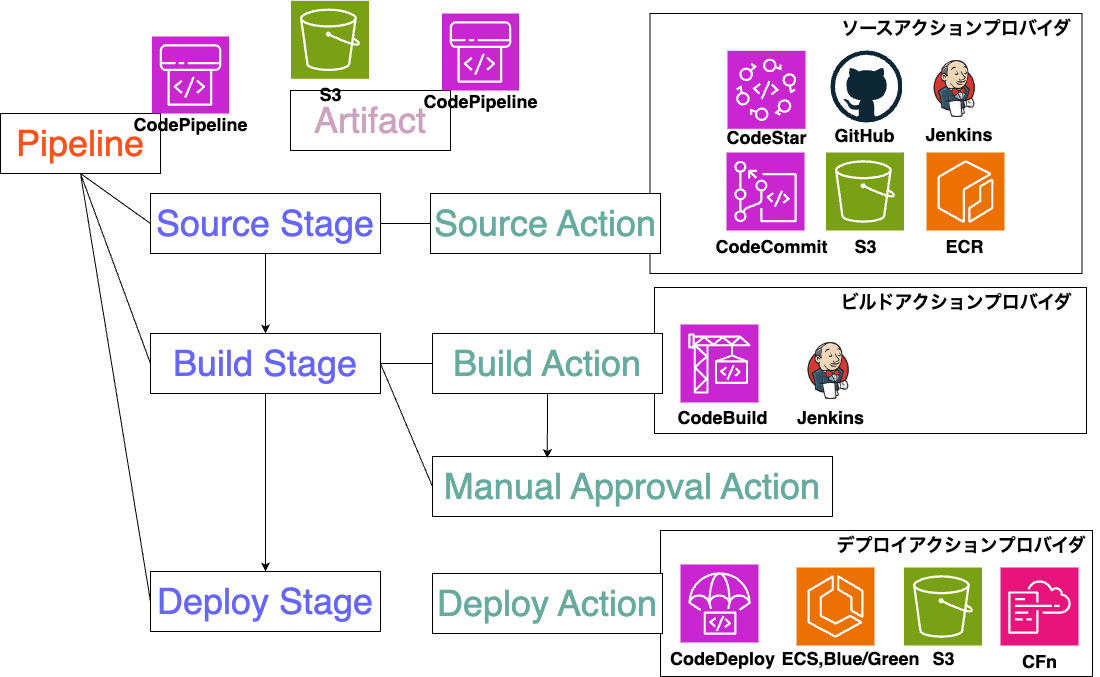 S3
CodePipeline
CodePipeline
Artifact
Pipeline
ソースアクションプロバイダ
CodeStar
GitHub
Jenkins
CodeCommit
S3
ECR
Source Stage
Source Action
ビルドアクションプロバイダ
Build Stage
Build Action
CodeBuild
Jenkins
Manual Approval Action
デプロイアクションプロバイダ
Deploy Stage
Deploy Action
CodeDeploy
ECS,Blue/Green
S3
CFn